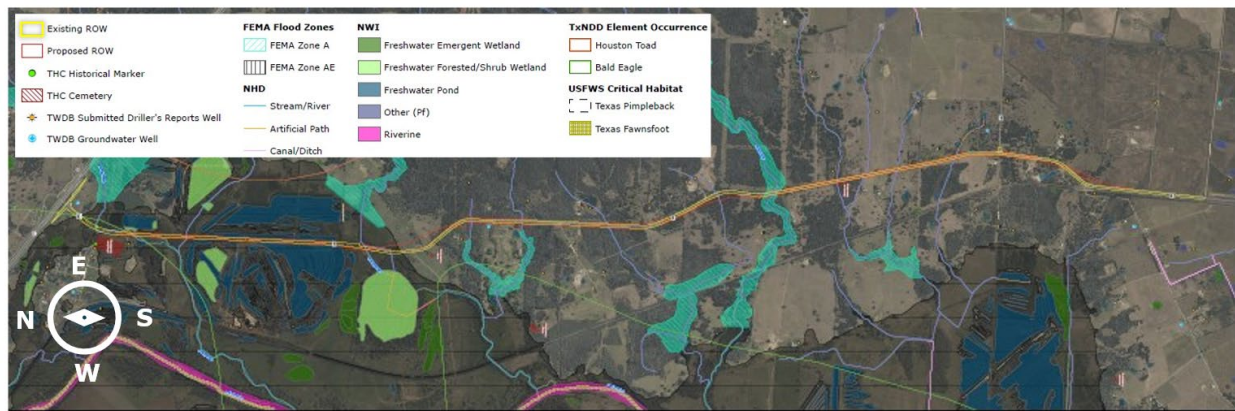 Existing ROW
Proposed ROW
THC Historical Marker
THC Cemetery
TWDB Submitted Driller's Reports Well
TWDB Groundwater Well
FEMA Flood Zones
FEMA Zone A
FEMA Zone AE
NHD
Stream/River
Artificial Path
Canal/Ditch
NWI
Freshwater Emergent Wetland
Freshwater Forested/Shrub Wetland
Freshwater Pond
Other (Pf)
Riverine
TxNDD Element Occurrence
Houston Toad
Bald Eagle
USFWS Critical Habitat
Texas Pimpleback
Texas Fawnsfoot
E
N
S
W